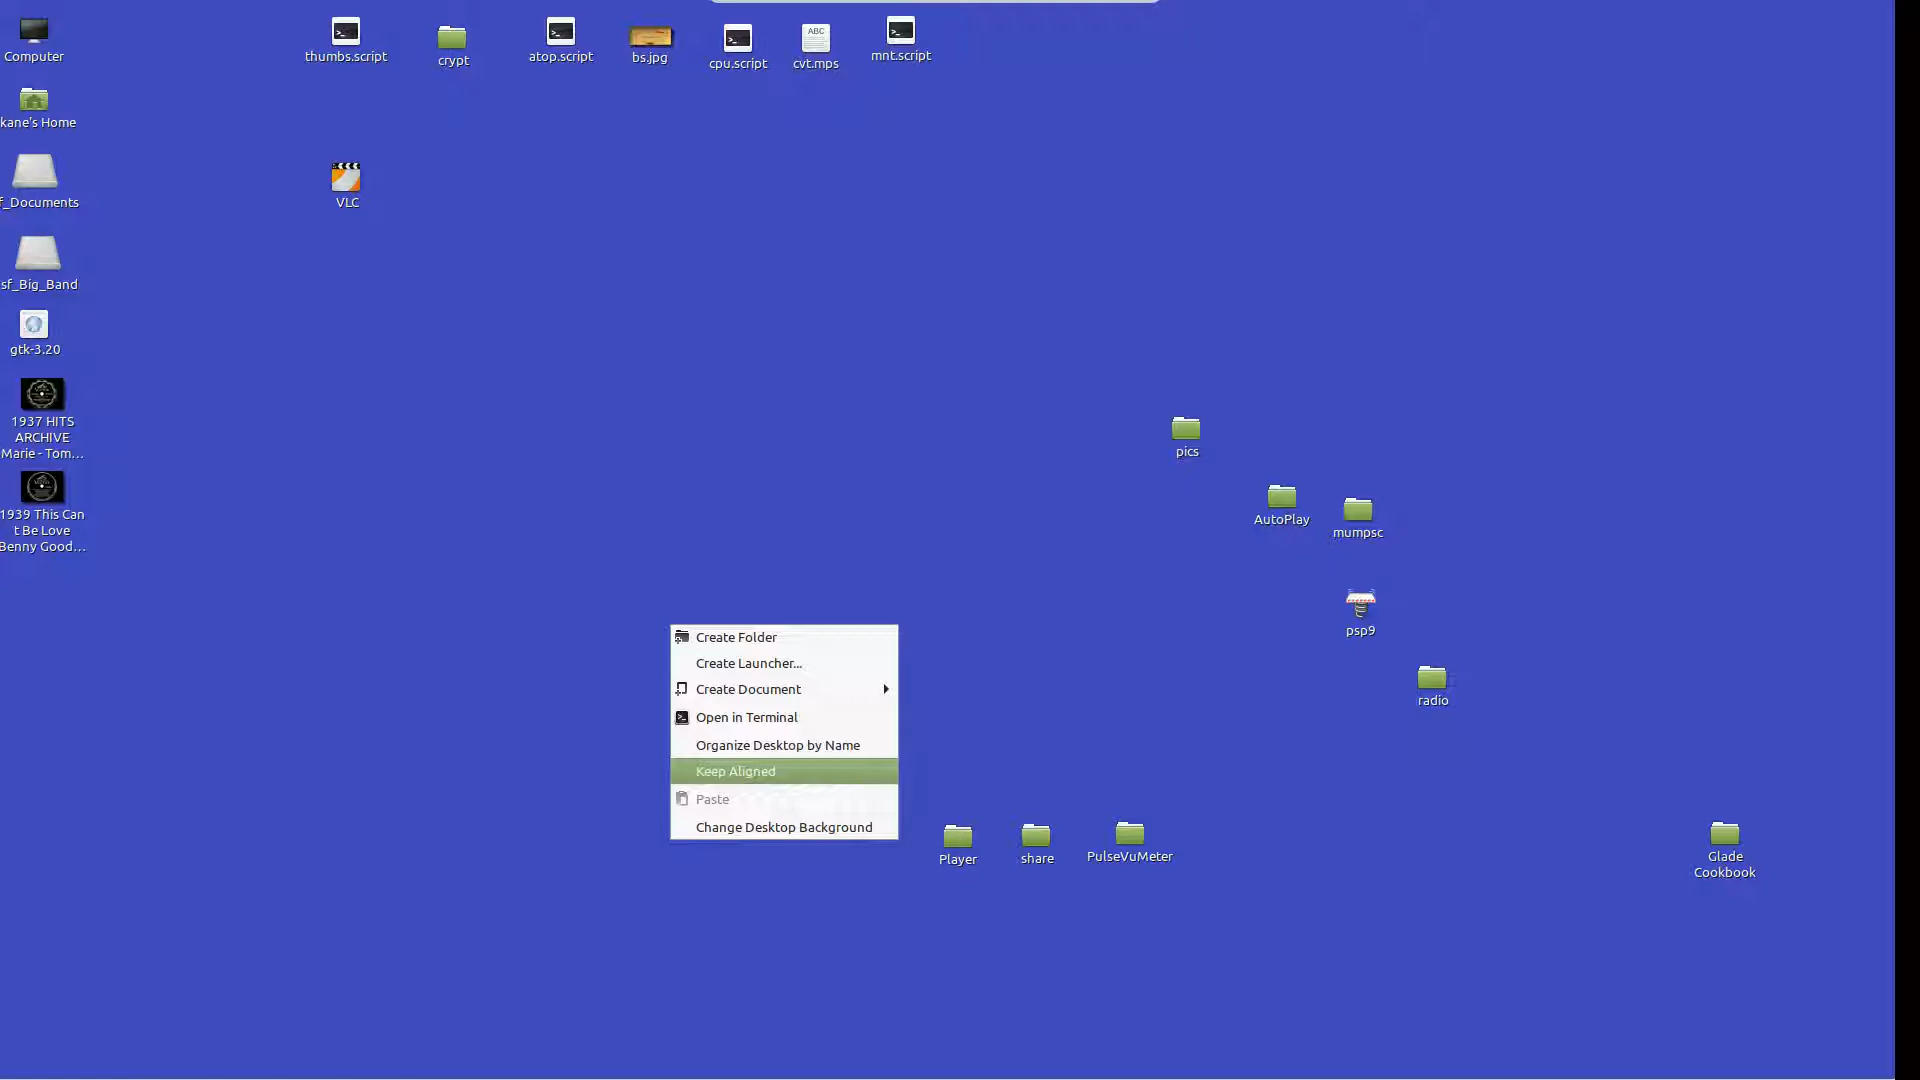 Computer
thumbs.script
crypt
atop.script
bs.jpg
cpu.script
ABC
cvt.mps
mnt.script
kane's Home
VLC
f_Documents
sf_Big_Band
gtk-3.20
1937 HITS
ARCHIVE
Marie - Tom...
1939 This Can
t Be Love
Benny Good...
pics
AutoPlay
mumpsc
psp9
radio
Create Folder
Create Launcher...
Create Document
Open in Terminal
Organize Desktop by Name
Keep Aligned
Paste
Change Desktop Background
Player
share
PulseVuMeter
Glade
Cookbook